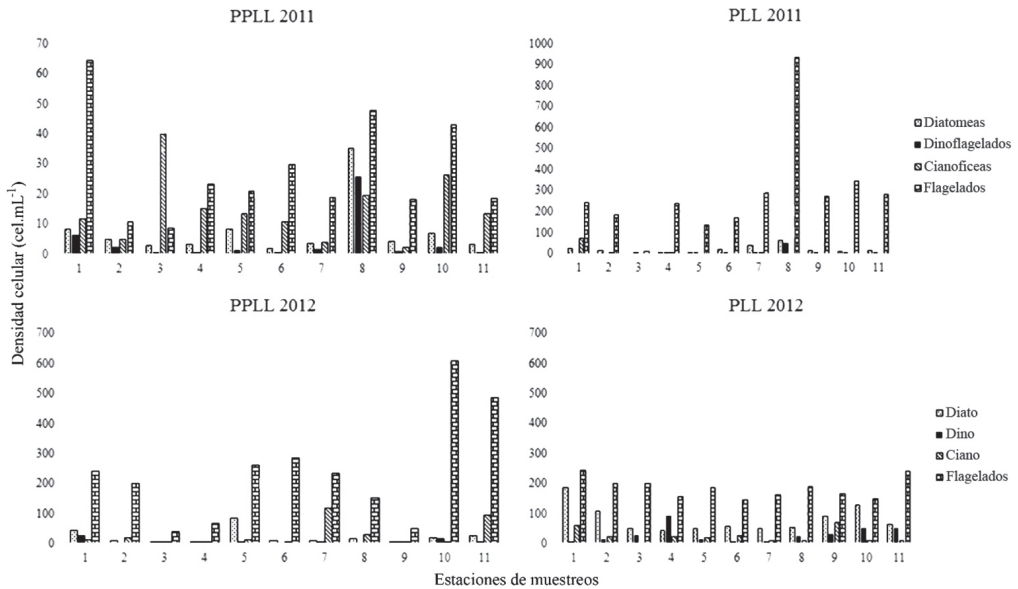 PPLL 2011
70
60
50
40
30
20
10
0
1 2 3 4 5 6 7 8 9 10 11
PLL 2011
1000
900
800
700
600
500
400
300
200
100
0
1 2 3 4 5 6 7 8 9 10 11
Diatomeas
Dinoflagelados
Cianofíceas
Flagelados
Densidad celular (cel.mL-1)
PPLL 2012
700
600
500
400
300
200
100
0
1 2 3 4 5 6 7 8 9 10 11
PLL 2012
700
600
500
400
300
200
100
0
1 2 3 4 5 6 7 8 9 10 11
Diato
Dino
Ciano
Flagelados
Estaciones de muestreos